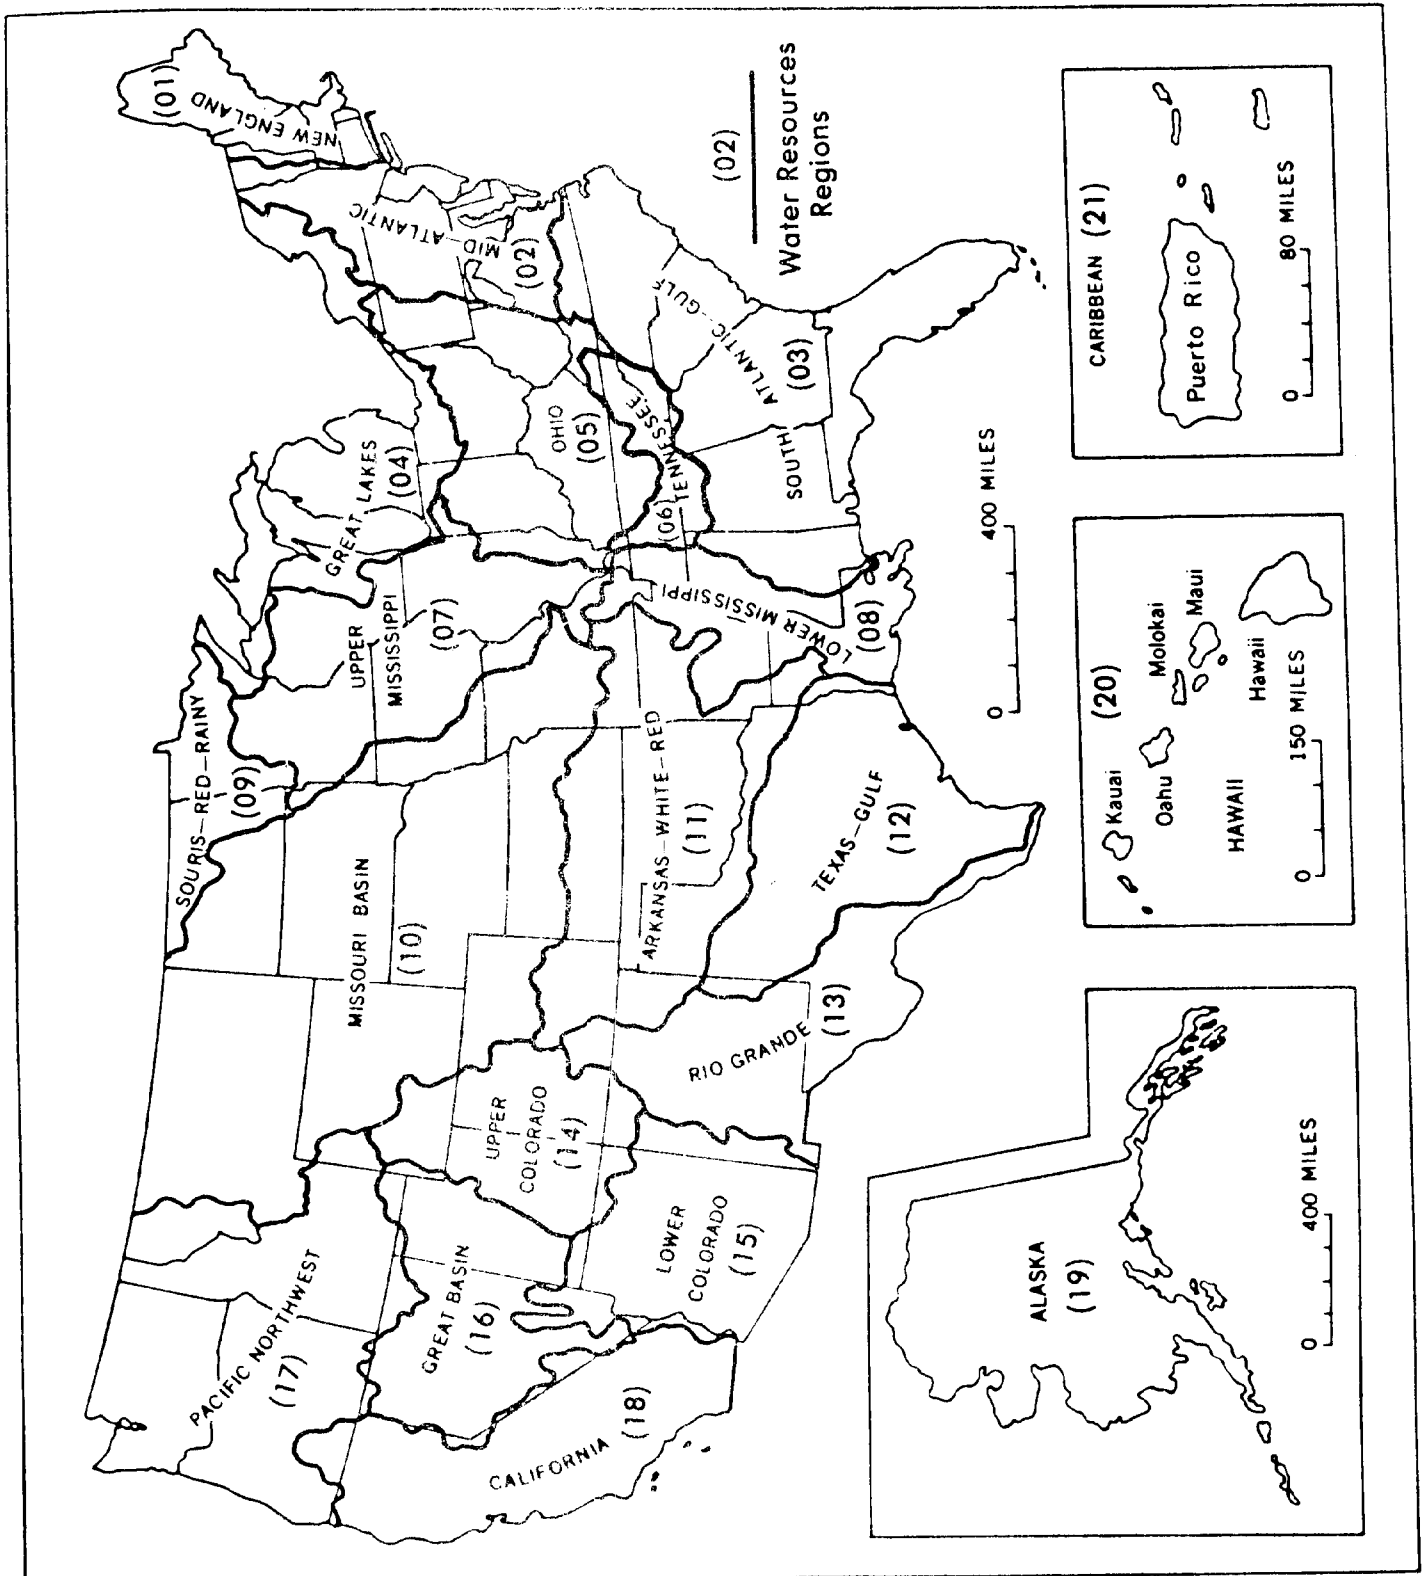 PACIFIC NORTHWEST
(17)
CALIFORNIA
(18)
GREAT BASIN
(16)
LOWER
COLORADO
(15)
UPPER
COLORADO
(14)
RIO GRANDE
(13)
MISSOURI BASIN
(10)
SOURIS–RED–RAINY
(09)
ARKANSAS–WHITE–RED
(11)
TEXAS–GULF
(12)
UPPER
MISSISSIPPI
(07)
LOWER MISSISSIPPI
(08)
GREAT LAKES
(04)
OHIO
(05)
TENNESSEE
(06)
SOUTH ATLANTIC–GULF
(03)
MID–ATLANTIC
(02)
NEW ENGLAND
(01)
(02)
Water Resources
Regions
0 400 MILES
ALASKA
(19)
0 400 MILES
Kauai
(20)
Oahu
Molokai
Maui
HAWAII
Hawaii
0 150 MILES
CARIBBEAN (21)
Puerto Rico
0 80 MILES